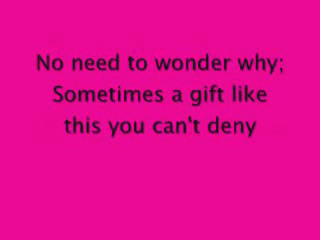 No need to wonder why;
Sometimes a gift like
this you can't deny